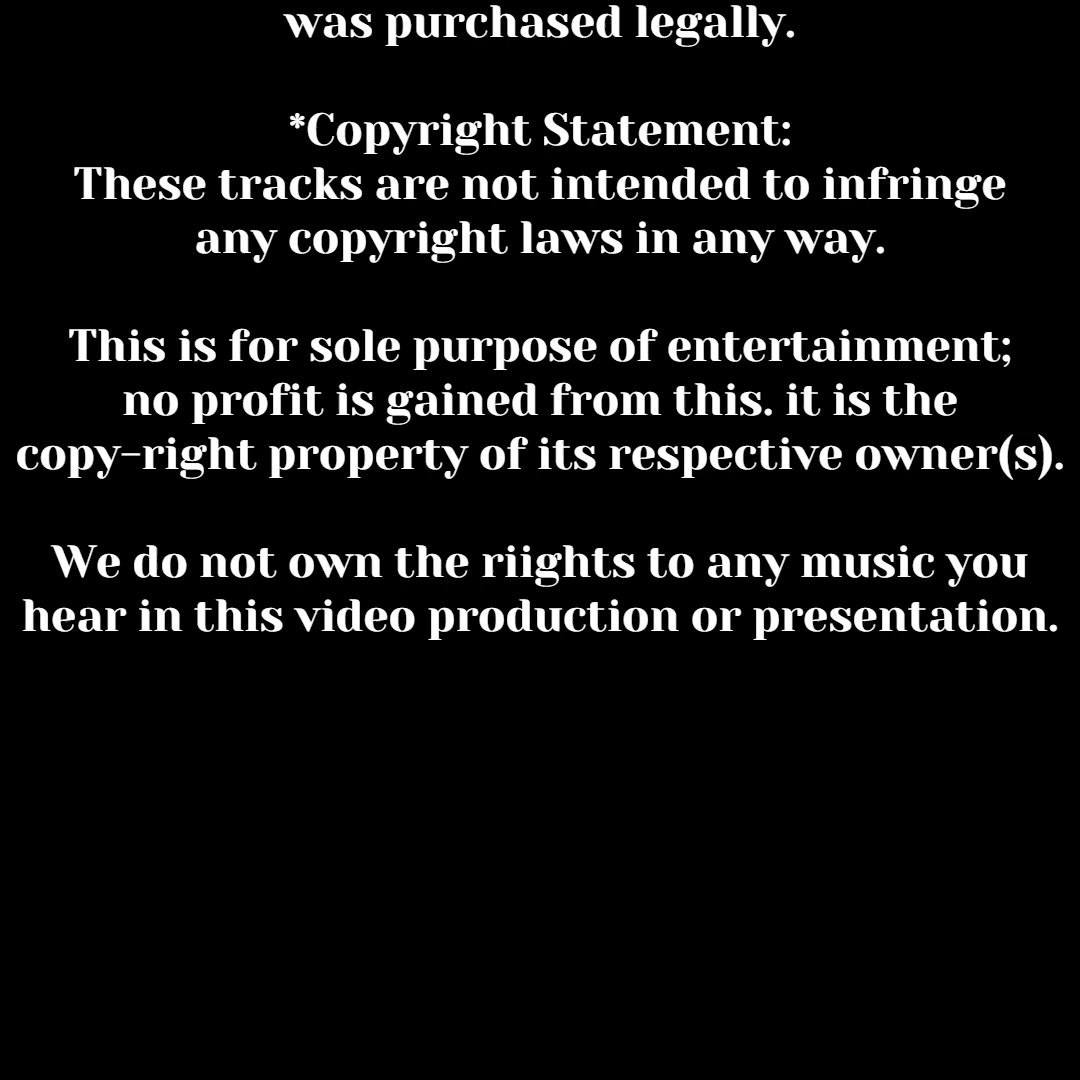 was purchased legally.
*Copyright Statement:
These tracks are not intended to infringe
any copyright laws in any way.
This is for sole purpose of entertainment;
no profit is gained from this. it is the
copy-right property of its respective owner(s).
We do not own the riights to any music you
hear in this video production or presentation.